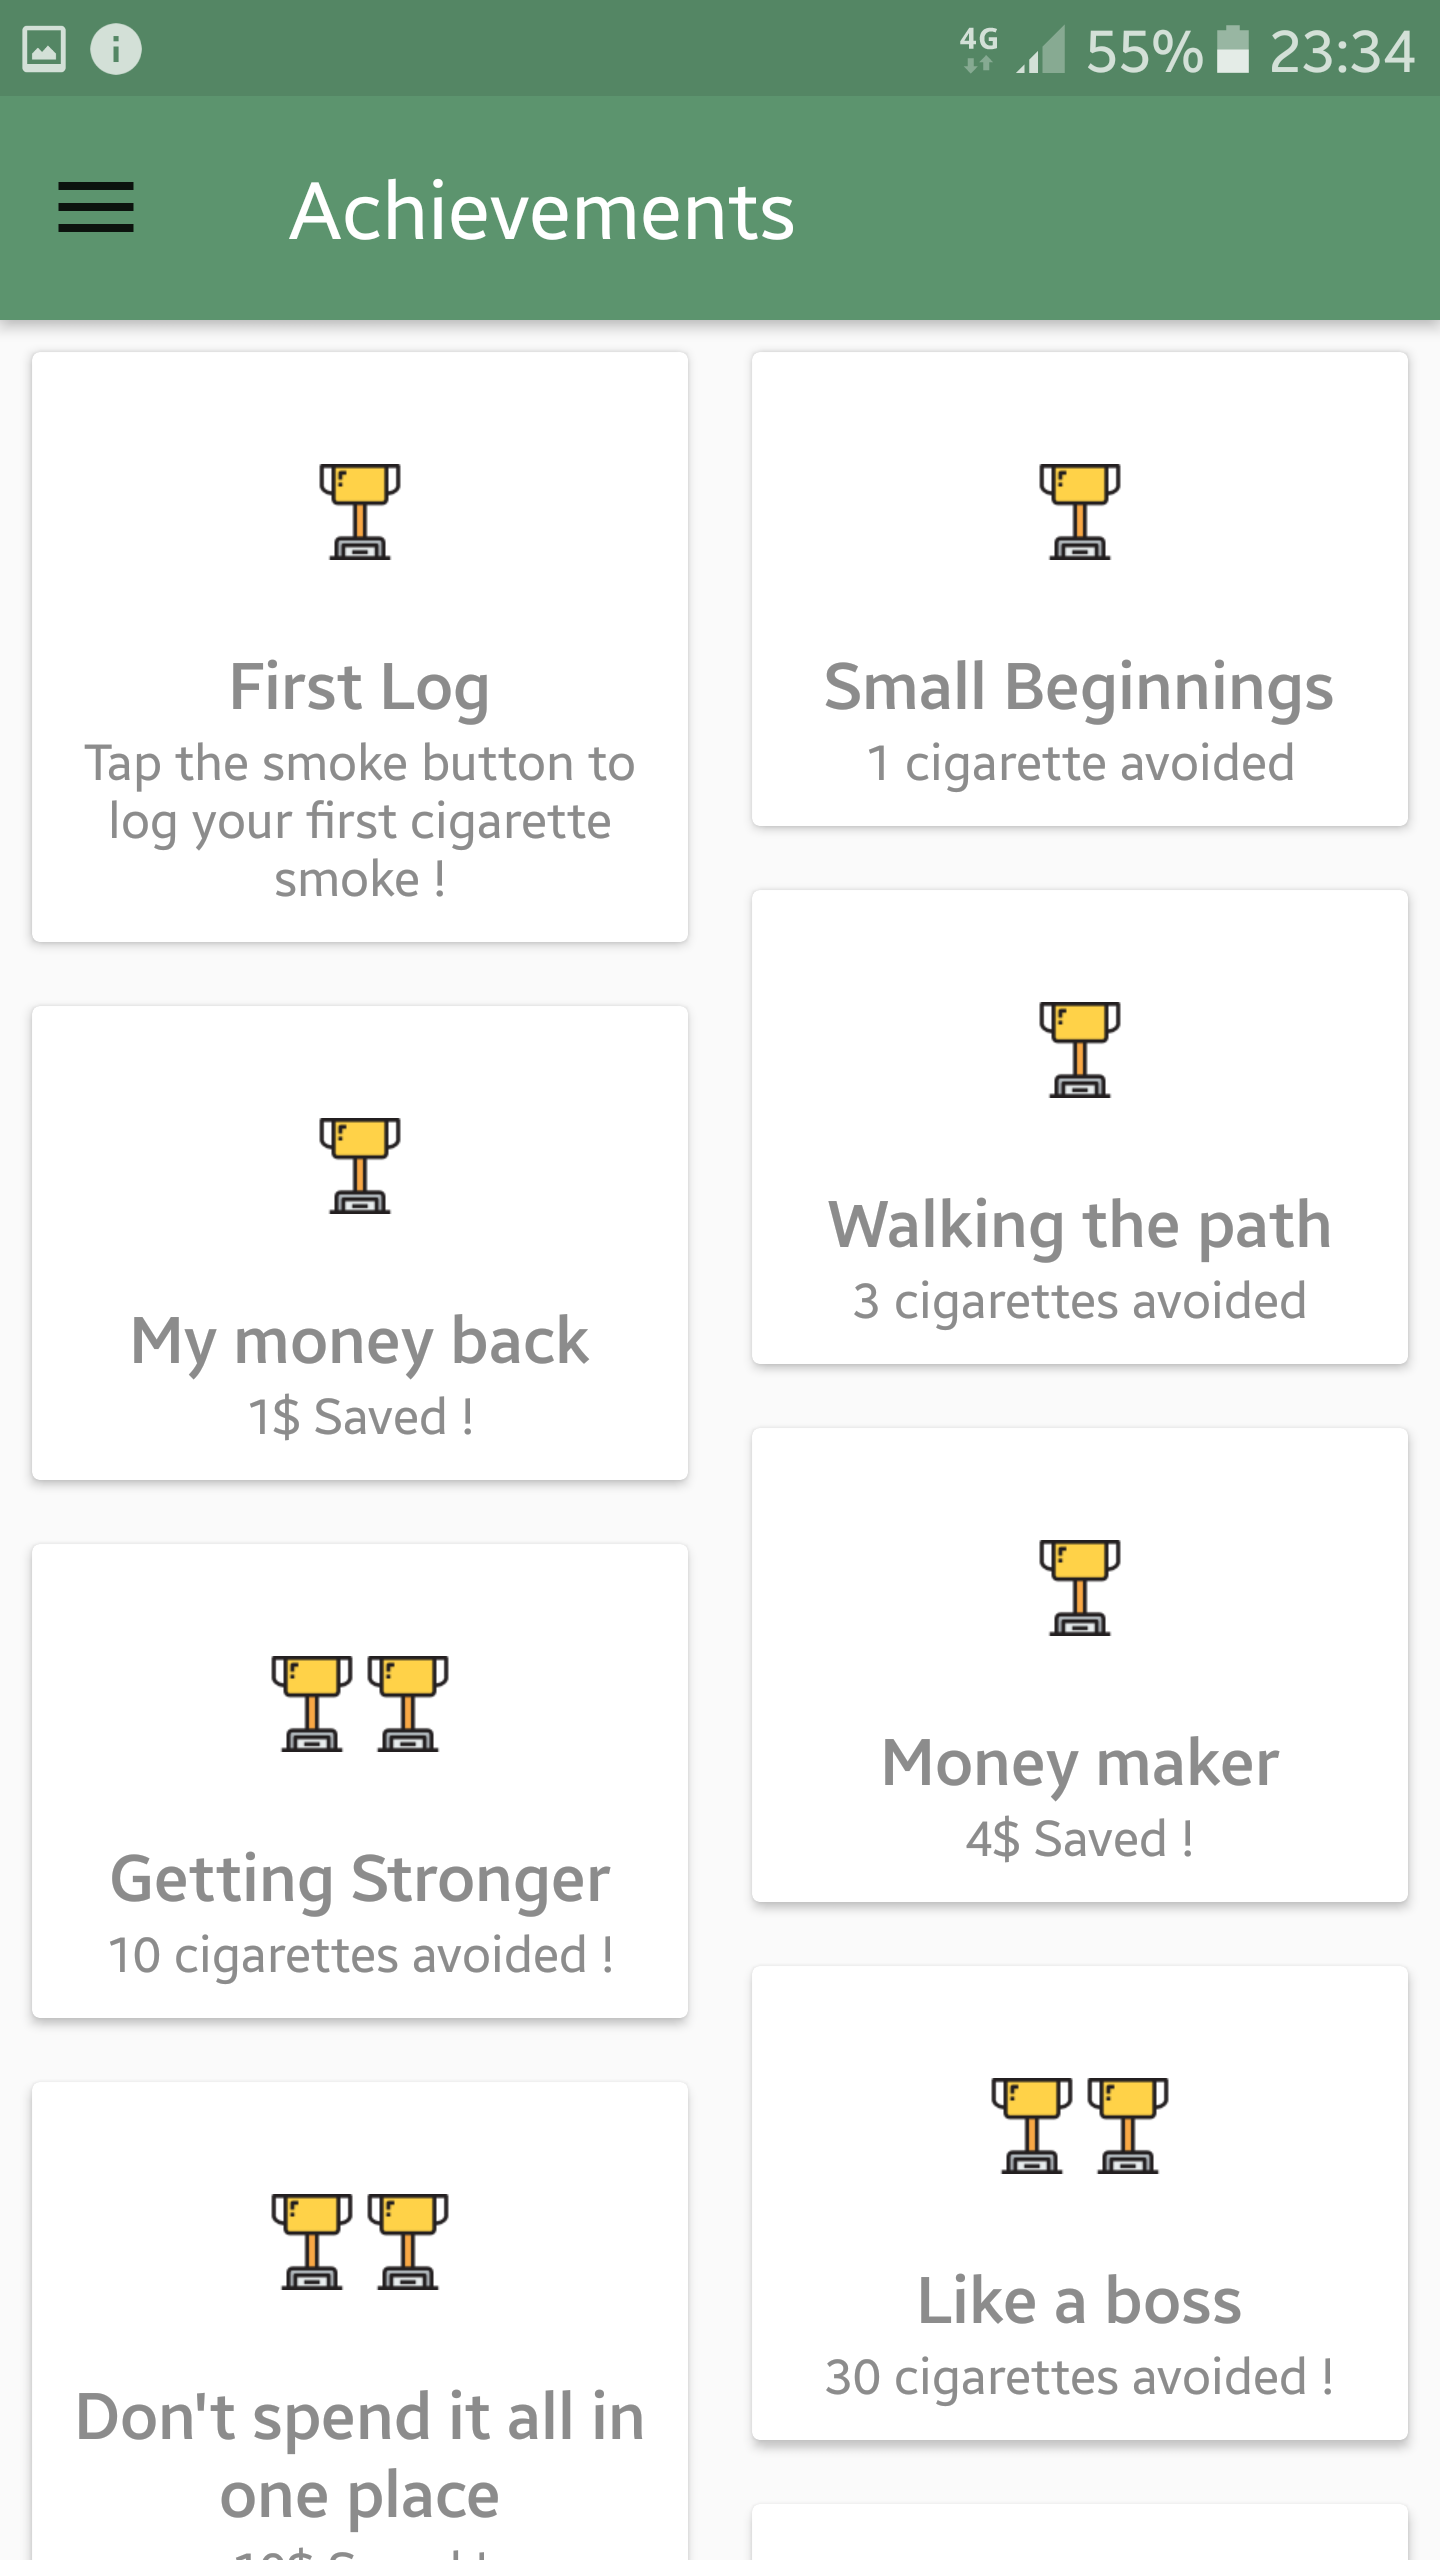 4G 55% 23:34
Achievements
First Log
Tap the smoke button to
log your first cigarette
smoke !
Small Beginnings
1 cigarette avoided
My money back
1$ Saved !
Walking the path
3 cigarettes avoided
Getting Stronger
10 cigarettes avoided !
Money maker
4$ Saved !
Don't spend it all in
one place
Like a boss
30 cigarettes avoided !